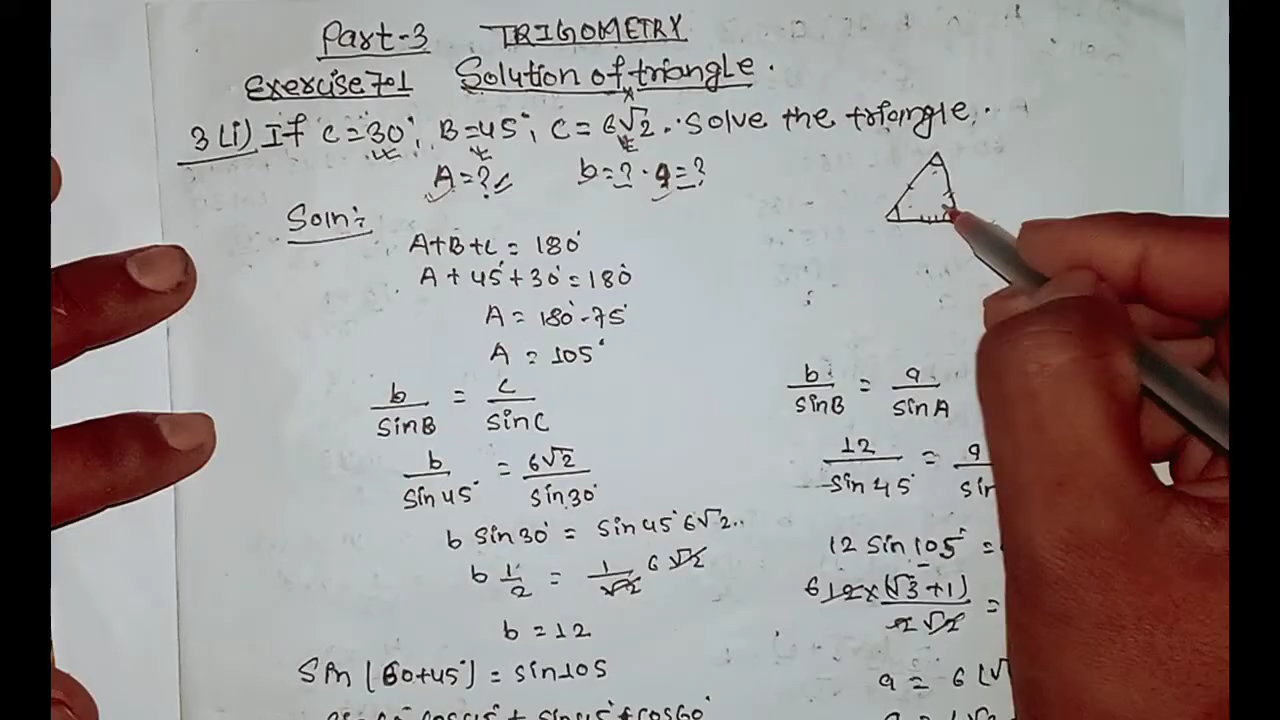 Part-3 TRIGOMETRY
Exercise 7.1 Solution of triangle.
3(i) If C=30°, B=45°, C=6√2. Solve the triangle.
A=? b=? a=?
Soln:
A+B+C = 180°
A + 45° + 30° = 180
A = 180° - 75°
A = 105°
b/sinB = c/sinC
b/sin45° = 6√2/sin30°
b sin30° = sin45° 6√2
b 1/2 = 1/√2 6√2
b = 12
sin(60+45°) = sin105
b/sinB = a/sinA
12/sin45° = a/sin
12 sin105° =
6 12×(√3+1)/2√2 =
a = 6(√